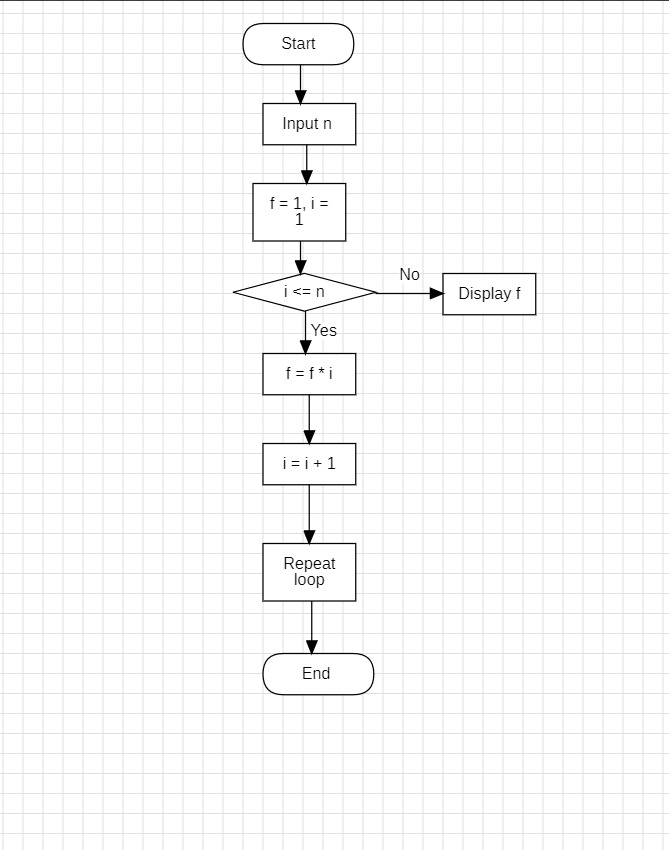 Start
Input n
f = 1, i =
1
i <= n
No
Display f
Yes
f = f * i
i = i + 1
Repeat
loop
End